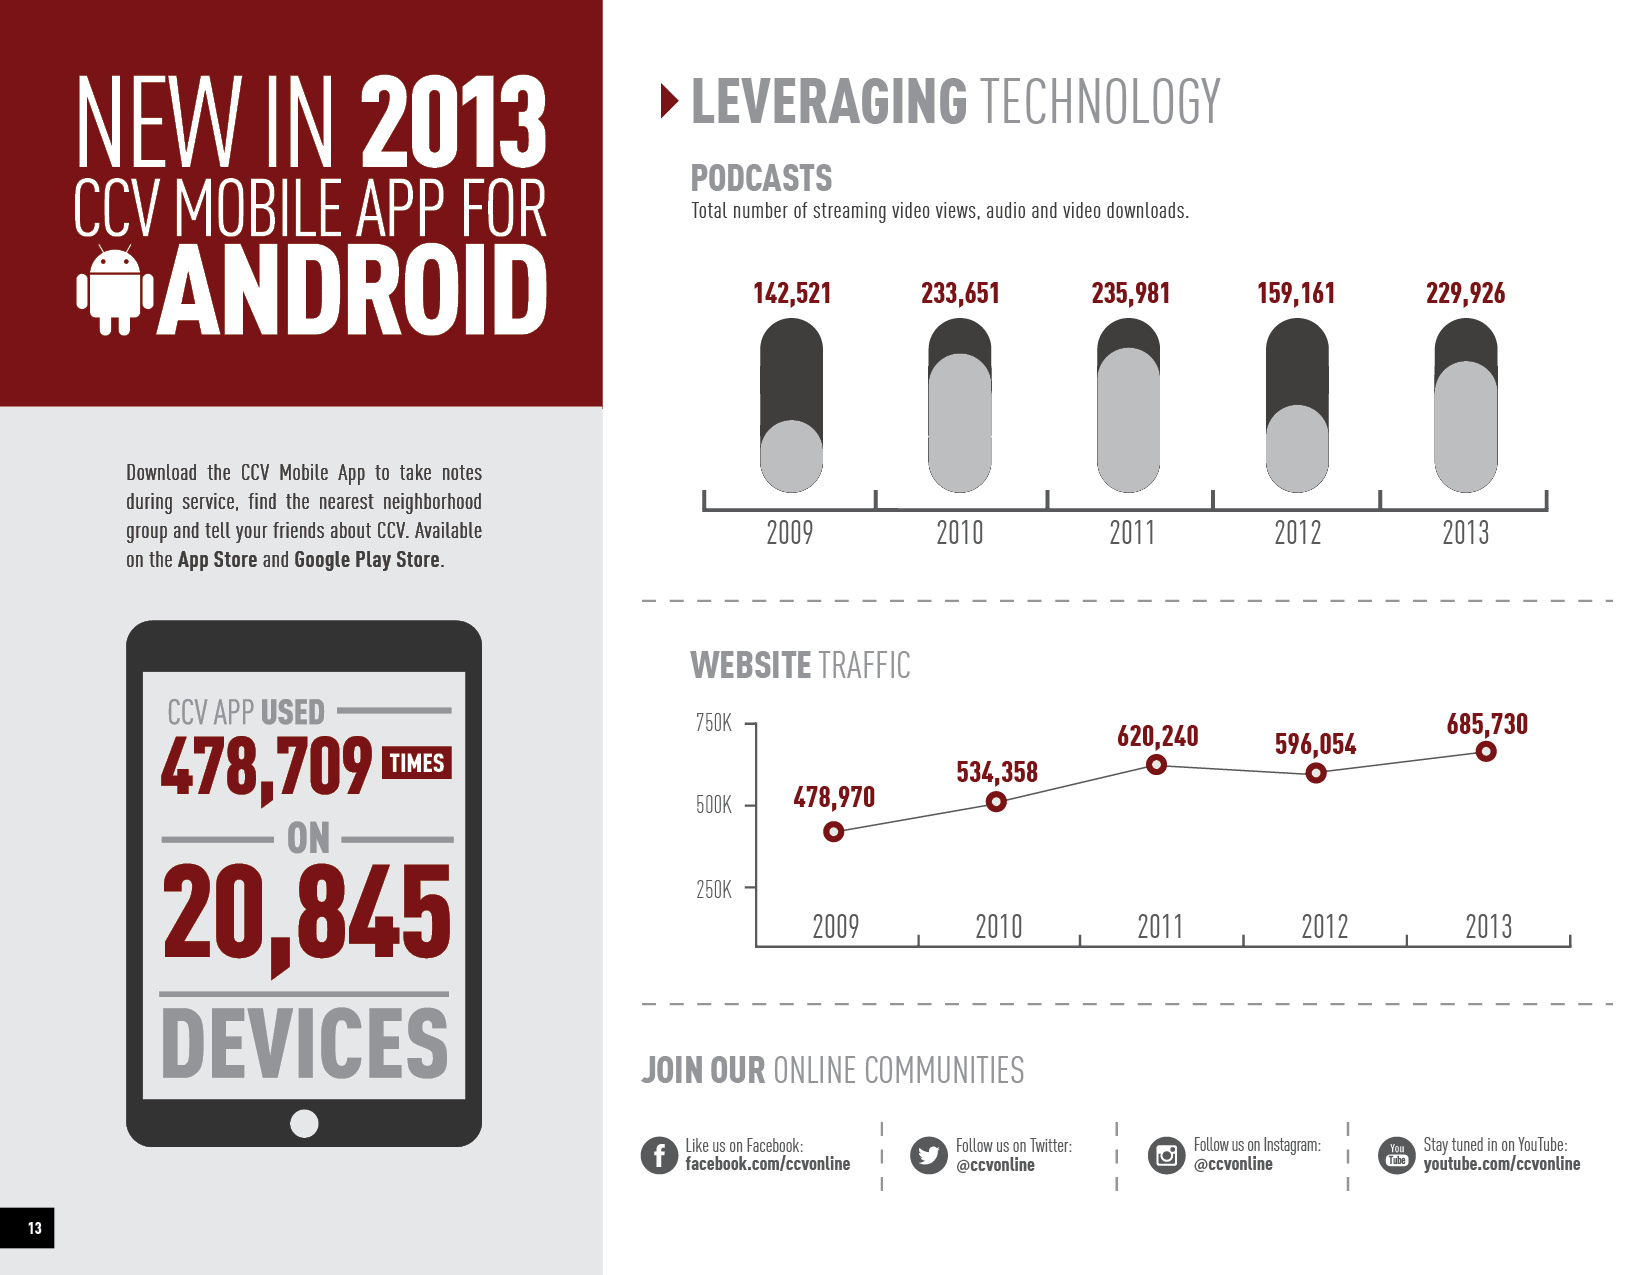 NEW IN 2013
CCV MOBILE APP FOR
ANDROID
Download the CCV Mobile App to take notes
during service, find the nearest neighborhood
group and tell your friends about CCV. Available
on the App Store and Google Play Store.
CCV APP USED
478,709 TIMES
ON
20,845
DEVICES
13
LEVERAGING TECHNOLOGY
PODCASTS
Total number of streaming video views, audio and video downloads.
142,521 233,651 235,981 159,161 229,926
2009 2010 2011 2012 2013
WEBSITE TRAFFIC
750K
500K
250K
478,970 534,358 620,240 596,054 685,730
2009 2010 2011 2012 2013
JOIN OUR ONLINE COMMUNITIES
f
Like us on Facebook:
facebook.com/ccvonline
Follow us on Twitter:
@ccvonline
Follow us on Instagram:
@ccvonline
You
Tube
Stay tuned in on YouTube:
youtube.com/ccvonline